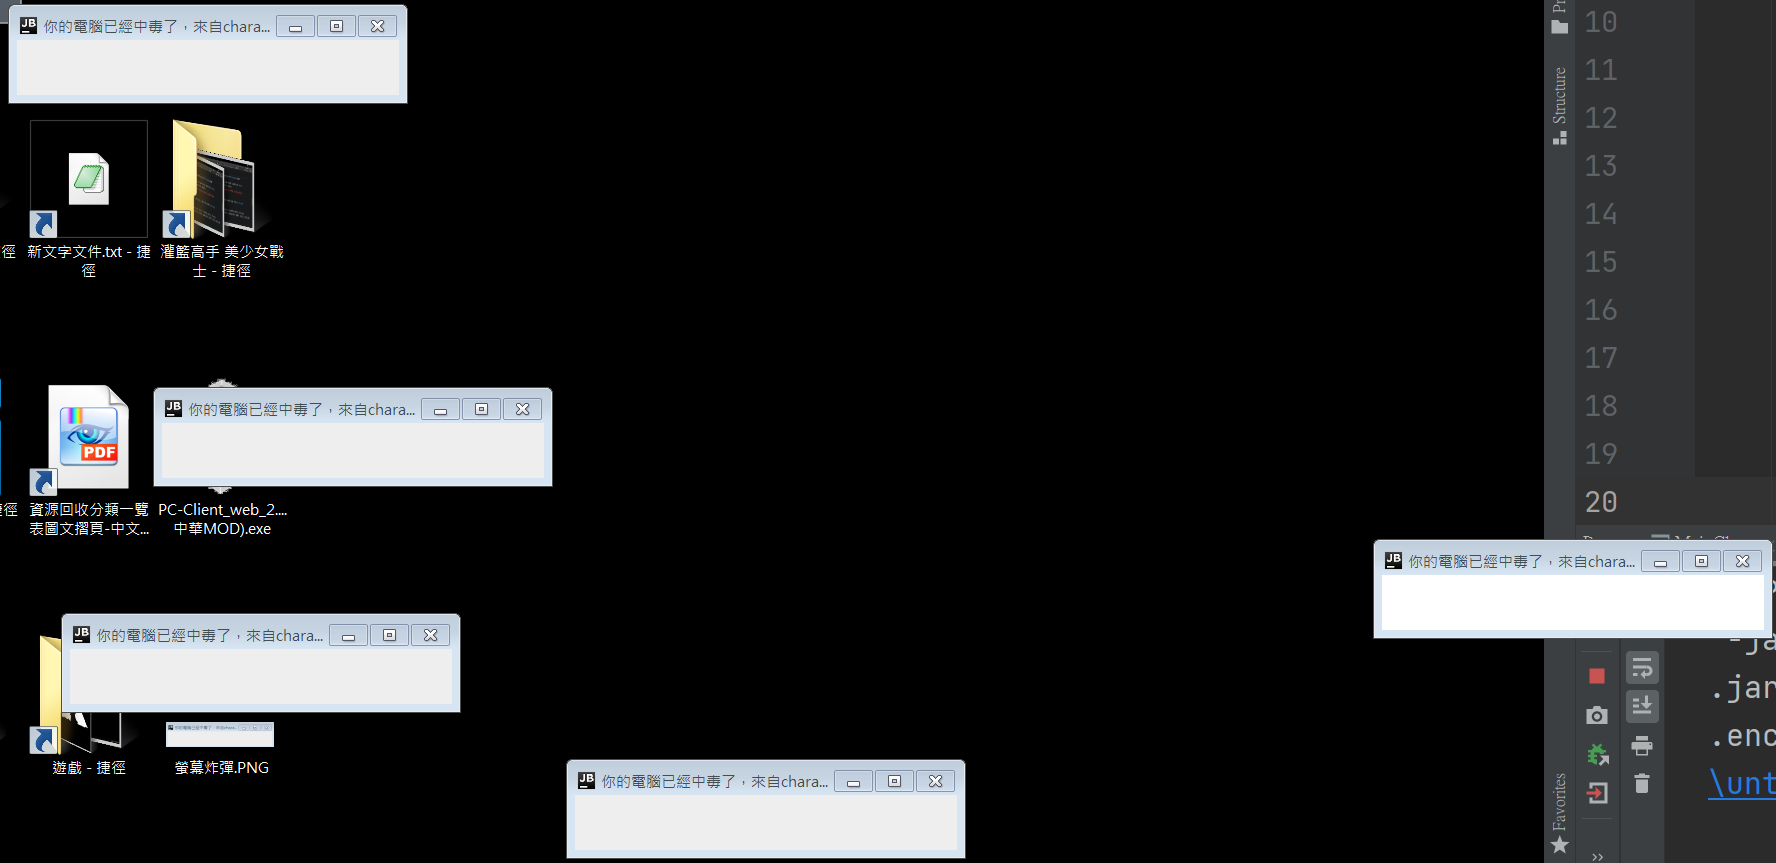 JB 你的電腦已經中毒了，來自chara...
徑
新文字文件.txt - 捷
徑
灌籃高手 美少女戰
士 - 捷徑
JB 你的電腦已經中毒了，來自chara...
PDF
資源回收分類一覽
表圖文摺頁-中文...
PC-Client_web_2....
中華MOD).exe
JB 你的電腦已經中毒了，來自chara...
遊戲 - 捷徑
螢幕炸彈.PNG
JB 你的電腦已經中毒了，來自chara...
JB 你的電腦已經中毒了，來自chara...
Structure
10
11
12
13
14
15
16
17
18
19
20
.jar
.enc
\unt
Favorites